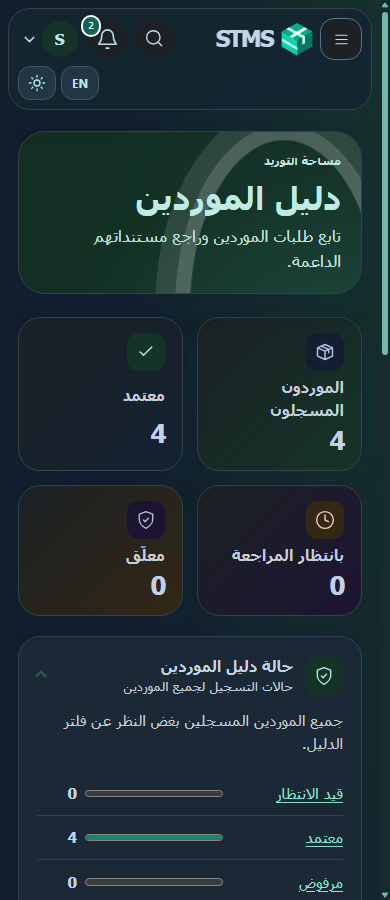 STMS
2
S
EN
مساحة التوريد
دليل الموردين
تابع طلبات الموردين وراجع مستنداتهم
الداعمة.
الموردون
المسجلون
4
معتمد
4
بانتظار المراجعة
0
معلّق
0
حالة دليل الموردين
حالات التسجيل لجميع الموردين
جميع الموردين المسجلين بغض النظر عن فلتر
الدليل.
قيد الانتظار
0
معتمد
4
مرفوض
0